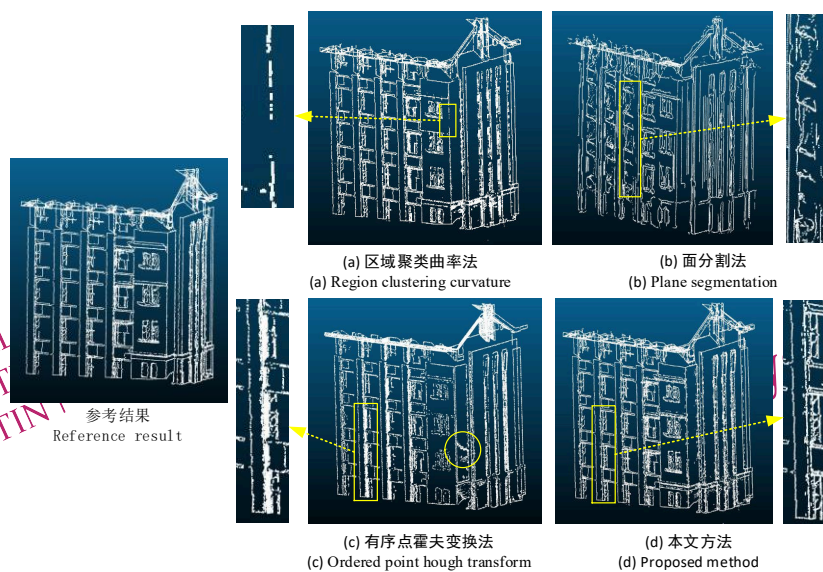 (a) 区域聚类曲率法
(a) Region clustering curvature
(b) 面分割法
(b) Plane segmentation
参考结果
Reference result
(c) 有序点霍夫变换法
(c) Ordered point hough transform
(d) 本文方法
(d) Proposed method